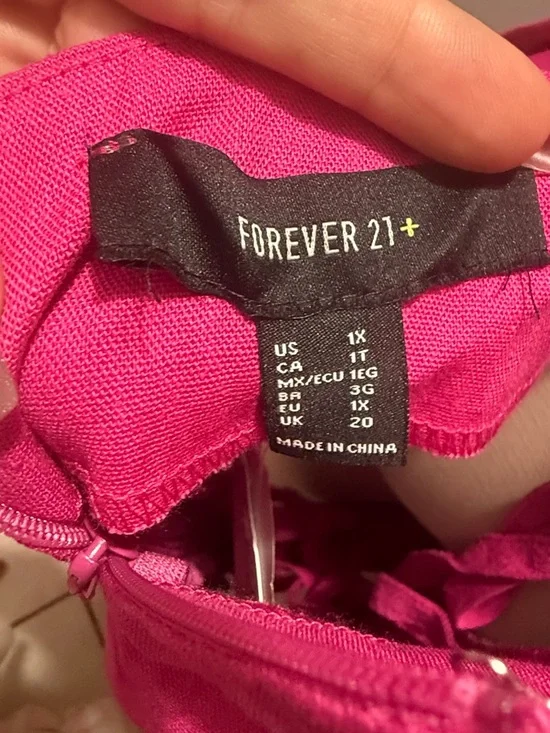 FOREVER 21+
US 1X
CA 1T
MX/ECU 1EG
BR 3G
EU 1X
UK 20
MADE IN CHINA